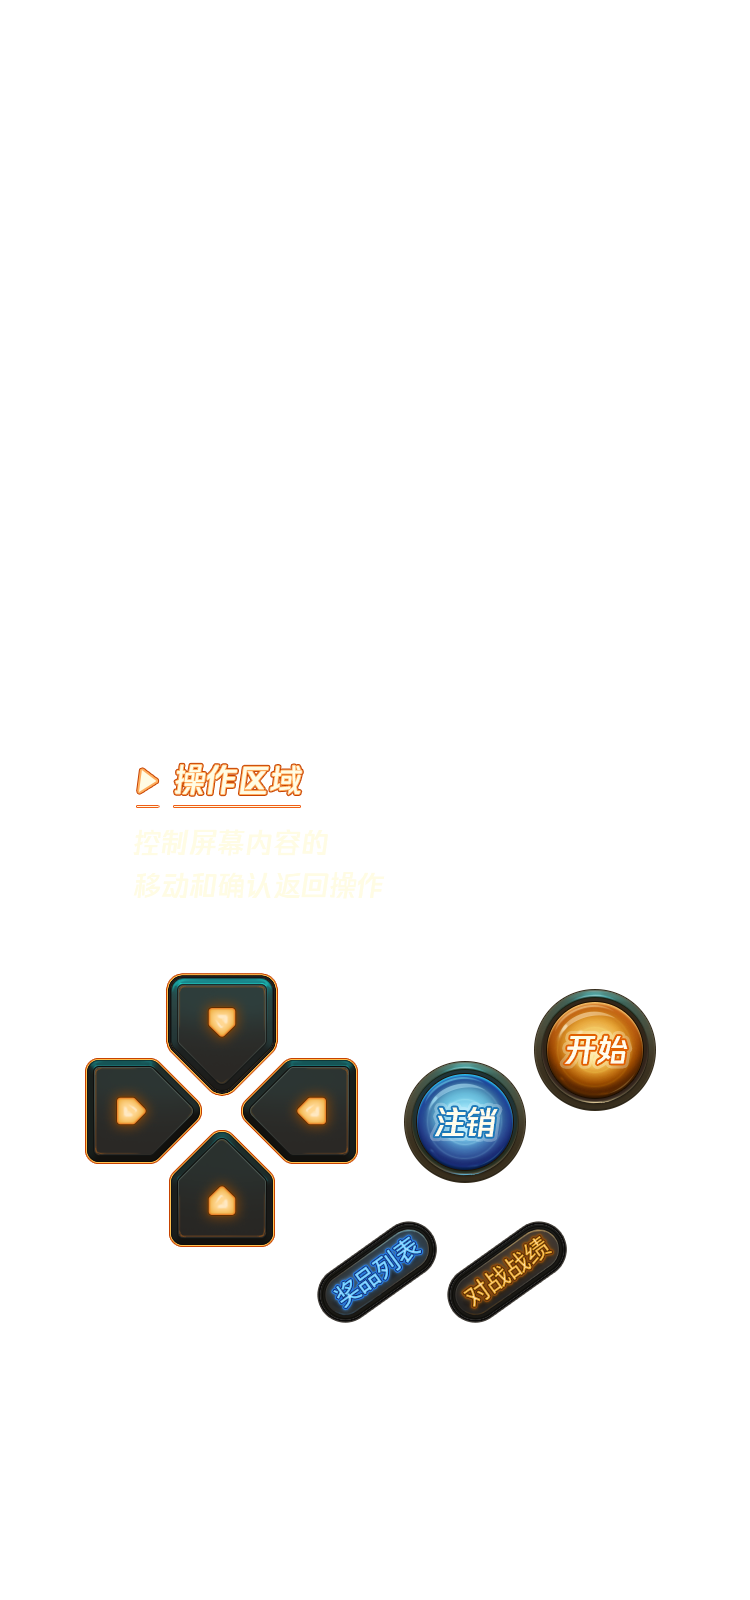 操作区域
控制屏幕内容的
移动和确认返回操作
开始
注销
奖品列表
对战战绩